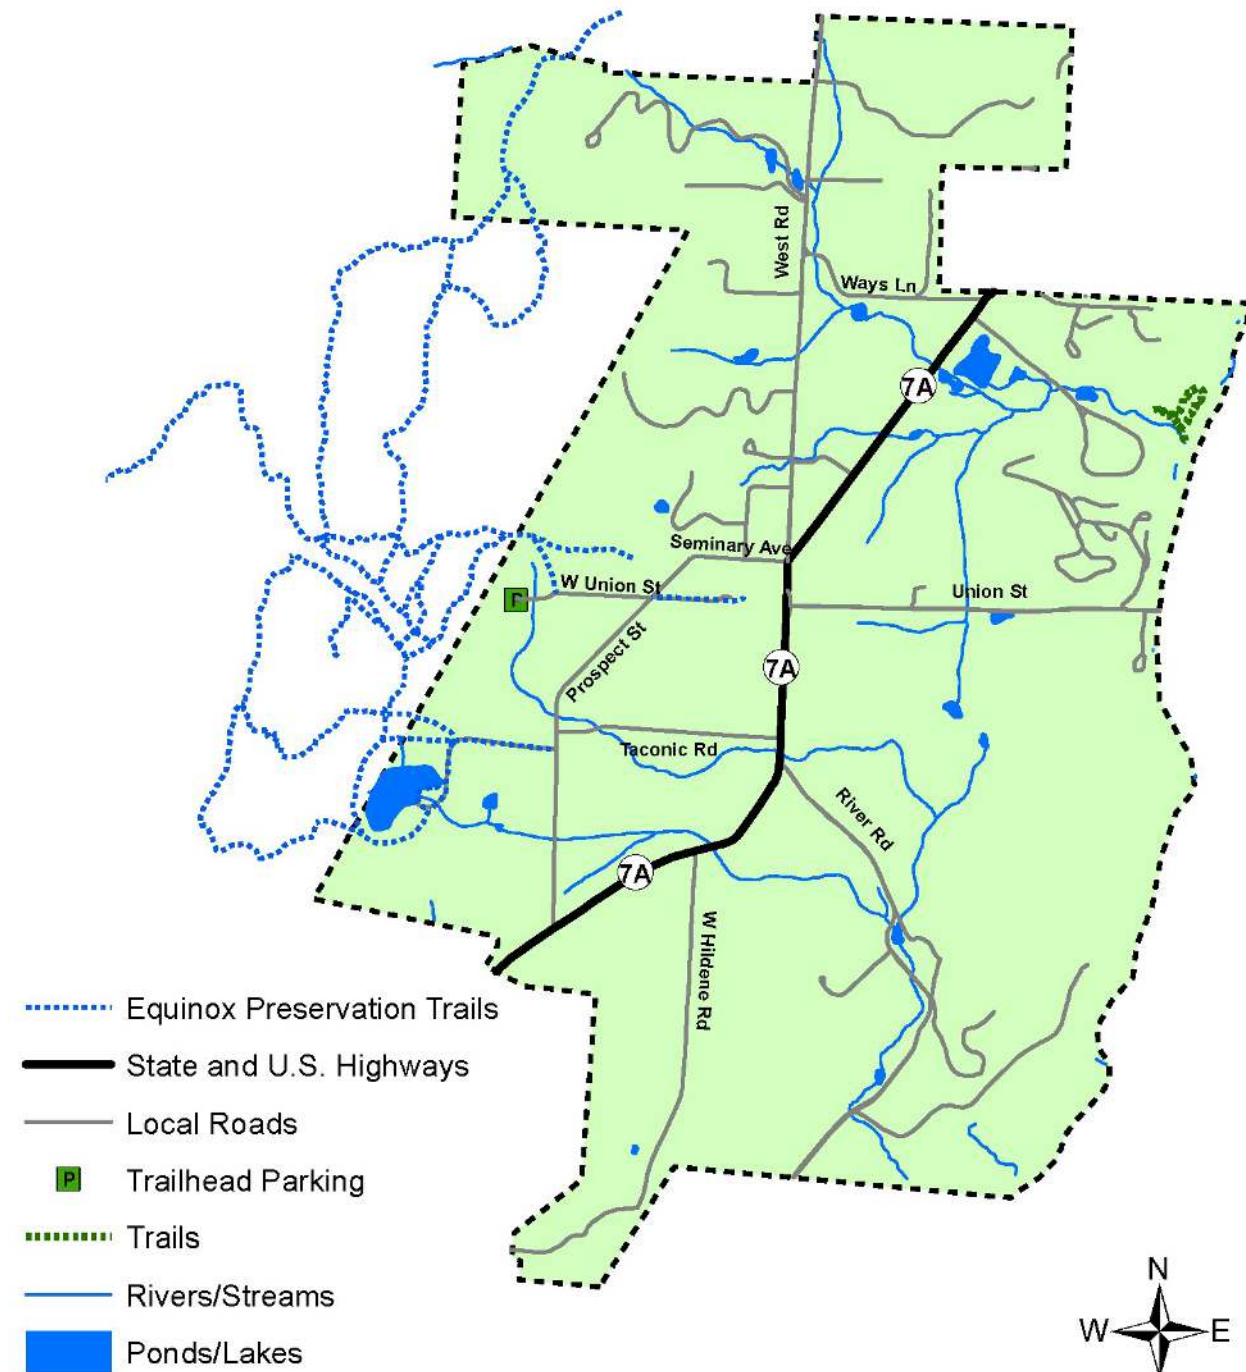 West Rd
Ways Ln
7A
Seminary Ave
W Union St
P
Union St
Prospect St
7A
Taconic Rd
River Rd
7A
W Hildene Rd
Equinox Preservation Trails
State and U.S. Highways
Local Roads
P Trailhead Parking
Trails
Rivers/Streams
Ponds/Lakes
N
W E